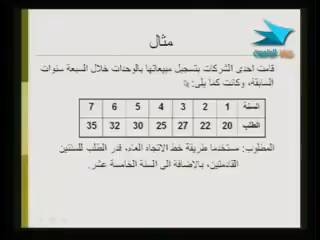 مثال
قامت احدى الشركات بتسجيل مبيعاتها بالوحدات خلال السبعة سنوات
السابقة، وكانت كما يلي:
السنة 1 2 3 4 5 6 7
الطلب 20 22 27 25 30 32 35
المطلوب: مستخدما طريقة خط الاتجاه العام، قدر الطلب للسنتين
القادمتين، بالاضافة الى السنة الخامسة عشر.